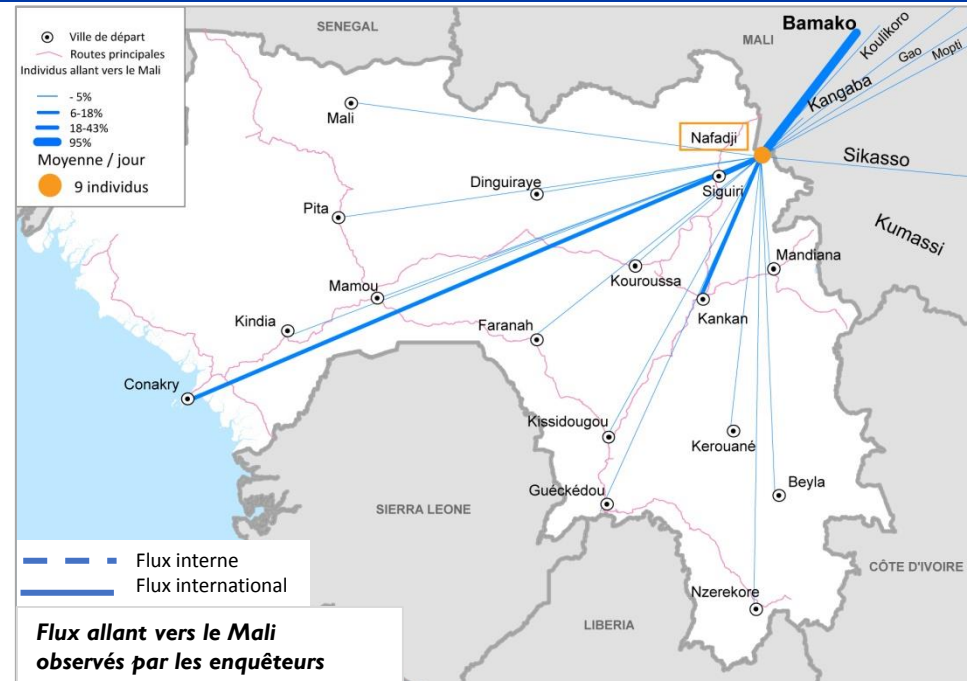 Ville de départ
Routes principales
Individus allant vers le Mali
- 5%
6-18%
18-43%
95%
Moyenne / jour
9 individus
SENEGAL
MALI
Bamako
Koulikoro
Gao
Mopti
Kangaba
Sikasso
Kumassi
Mali
Nafadji
Siguiri
Dinguiraye
Pita
Mandiana
Kouroussa
Mamou
Kankan
Kindia
Faranah
Conakry
Kissidougou
Kerouané
Guéckédou
Beyla
SIERRA LEONE
CÔTE D'IVOIRE
Nzerekore
LIBERIA
Flux interne
Flux international
Flux allant vers le Mali
observés par les enquêteurs